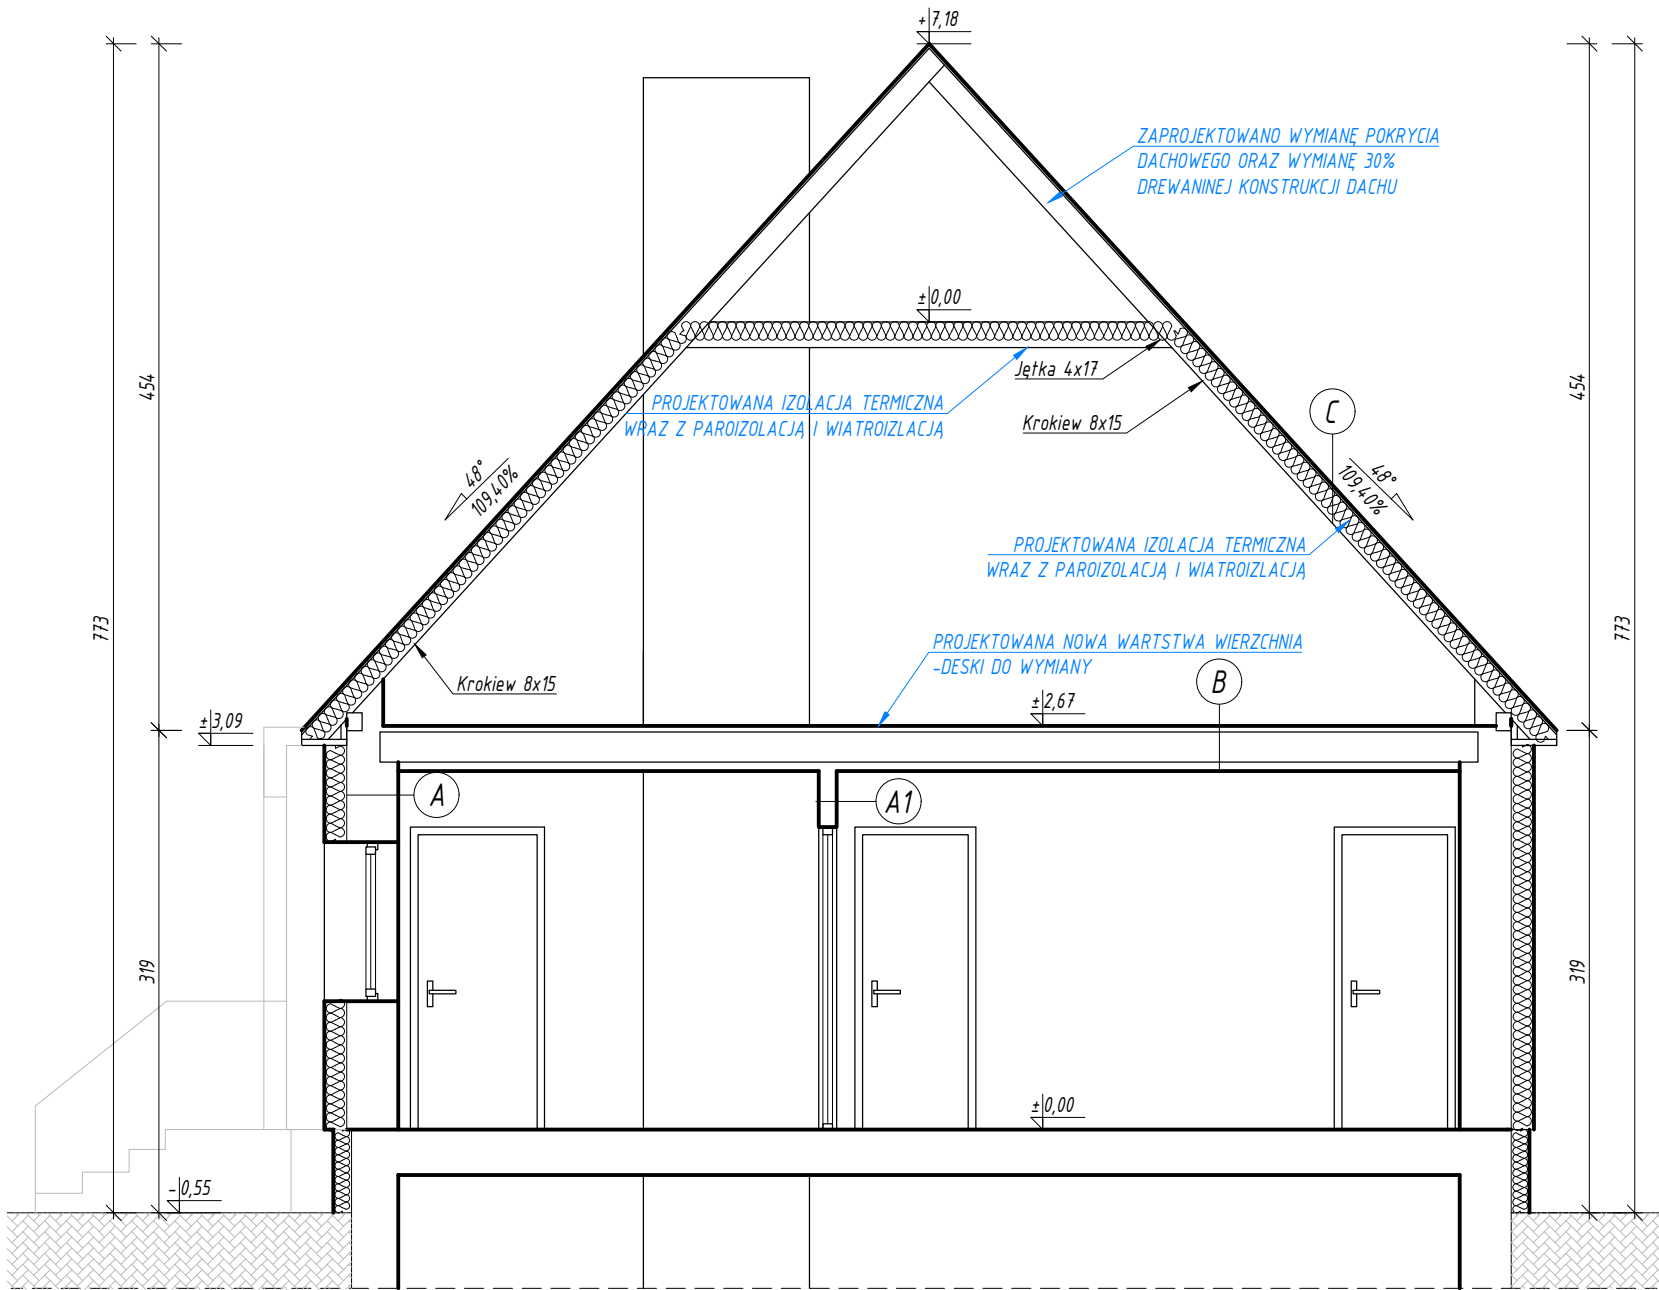 +7,18
ZAPROJEKTOWANO WYMIANĘ POKRYCIA
DACHOWEGO ORAZ WYMIANĘ 30%
DREWANINEJ KONSTRUKCJI DACHU
±0,00
Jętka 4x17
454
454
PROJEKTOWANA IZOLACJA TERMICZNA
WRAZ Z PAROIZOLACJĄ I WIATROIZLACJĄ
Krokiew 8x15
C
48°
109,40%
48°
109,40%
PROJEKTOWANA IZOLACJA TERMICZNA
WRAZ Z PAROIZOLACJĄ I WIATROIZLACJĄ
773
773
PROJEKTOWANA NOWA WARTSTWA WIERZCHNIA
-DESKI DO WYMIANY
Krokiew 8x15
B
±2,67
±3,09
A
A1
319
319
±0,00
-0,55